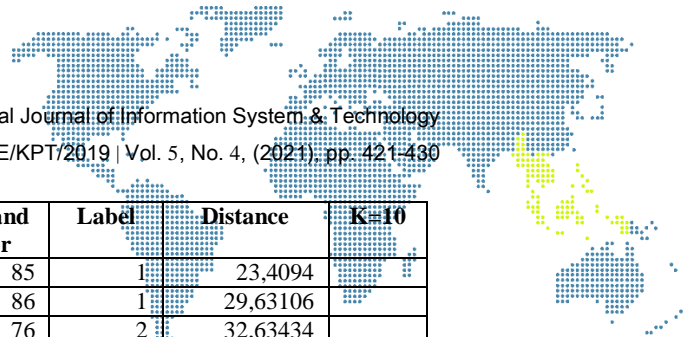 al Journal of Information System & Technology
E/KPT/2019 | Vol. 5, No. 4, (2021), pp. 421-430
and Label Distance K=10
r
85 1 23,4094
86 1 29,63106
76 2 32,63434